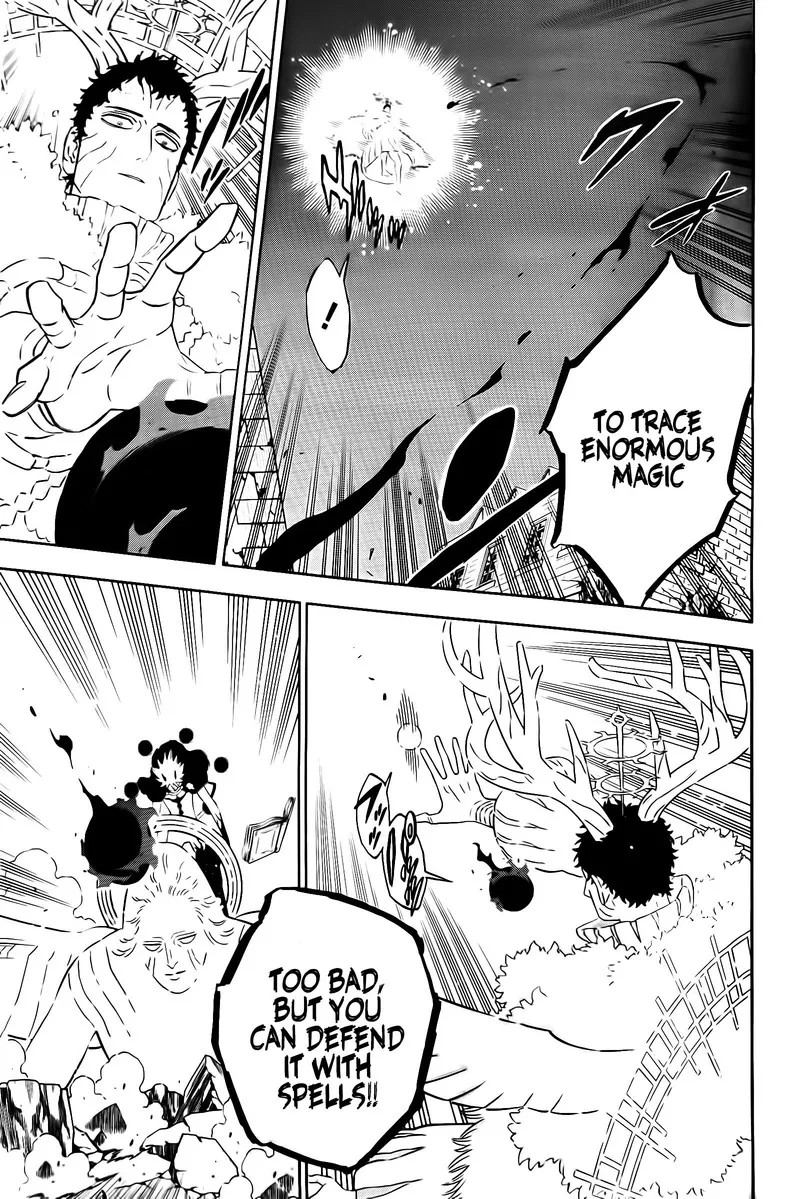 TO TRACE
ENORMOUS
MAGIC
!
TOO BAD,
BUT YOU
CAN DEFEND
IT WITH
SPELLS!!